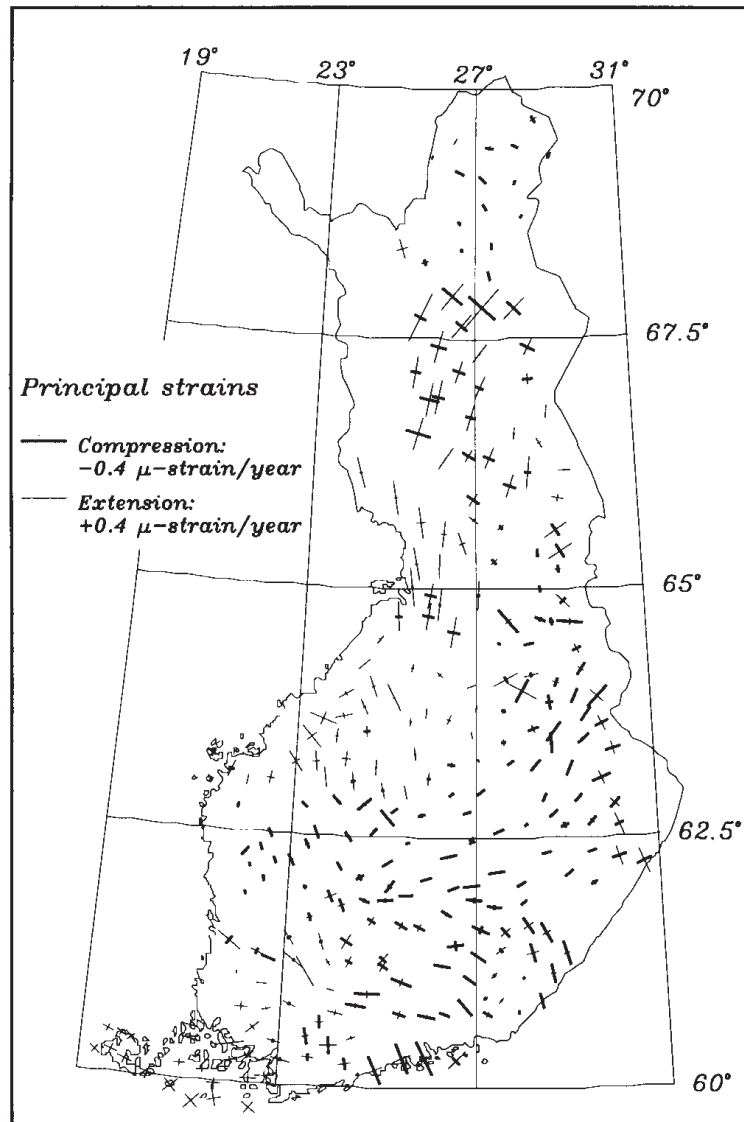 19° 23° 27° 31°
70°
67.5°
Principal strains
Compression:
-0.4 μ-strain/year
Extension:
+0.4 μ-strain/year
65°
62.5°
60°